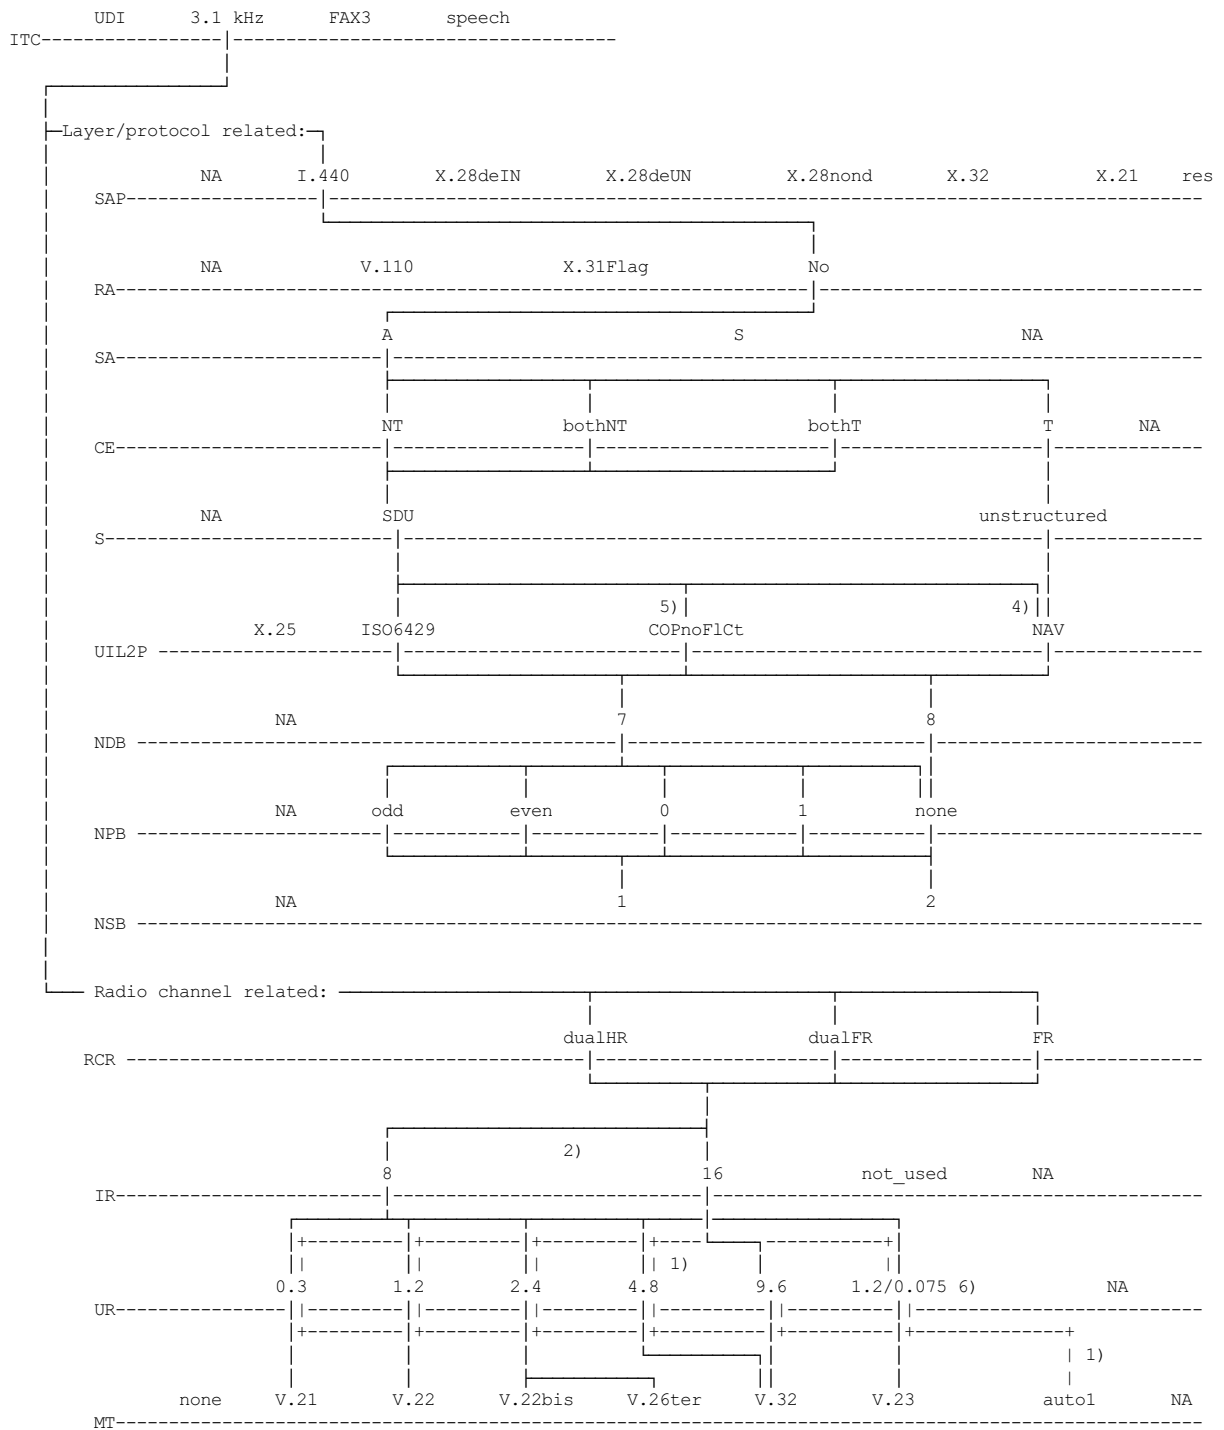 UDI 3.1 kHz FAX3 speech
ITC
Layer/protocol related:
NA I.440 X.28deIN X.28deUN X.28nond X.32 X.21 res
SAP
NA V.110 X.31Flag No
RA
A S NA
SA
NT bothNT bothT T NA
CE
NA SDU unstructured
S
5) 4)
X.25 ISO6429 COPnoFlCt NAV
UIL2P
NA 7 8
NDB
NA odd even 0 1 none
NPB
NA 1 2
NSB
Radio channel related:
dualHR dualFR FR
RCR
2)
8 16 not_used NA
IR
1)
0.3 1.2 2.4 4.8 9.6 1.2/0.075 6) NA
UR
1)
none V.21 V.22 V.22bis V.26ter V.32 V.23 auto1 NA
MT